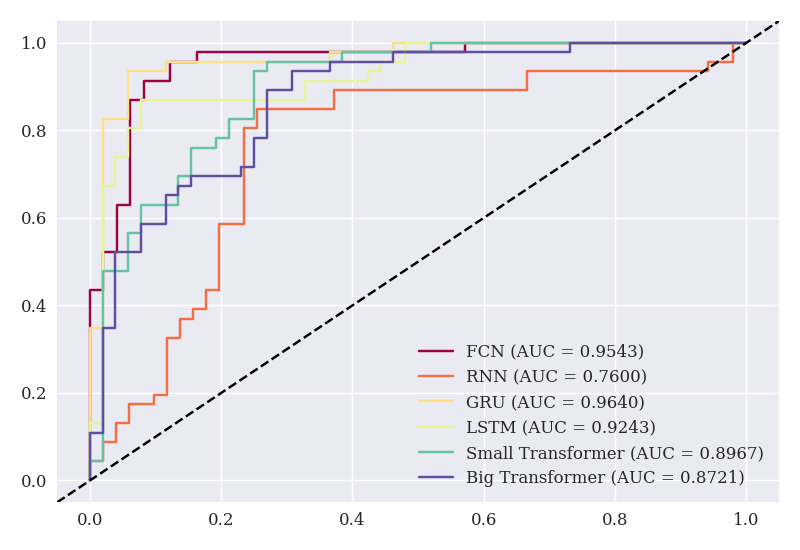 1.0
0.8
0.6
0.4
0.2
0.0
FCN (AUC = 0.9543)
RNN (AUC = 0.7600)
GRU (AUC = 0.9640)
LSTM (AUC = 0.9243)
Small Transformer (AUC = 0.8967)
Big Transformer (AUC = 0.8721)
0.0 0.2 0.4 0.6 0.8 1.0